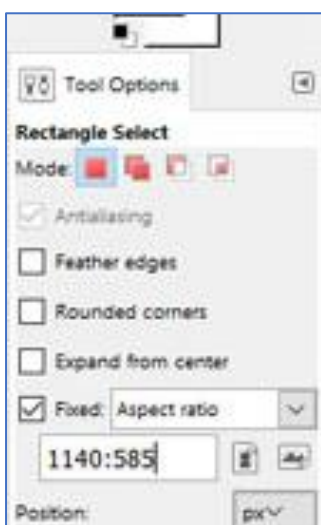 Tool Options
Rectangle Select
Mode:
Antialiasing
Feather edges
Rounded corners
Expand from center
Fixed: Aspect ratio
1140:585
Position: px